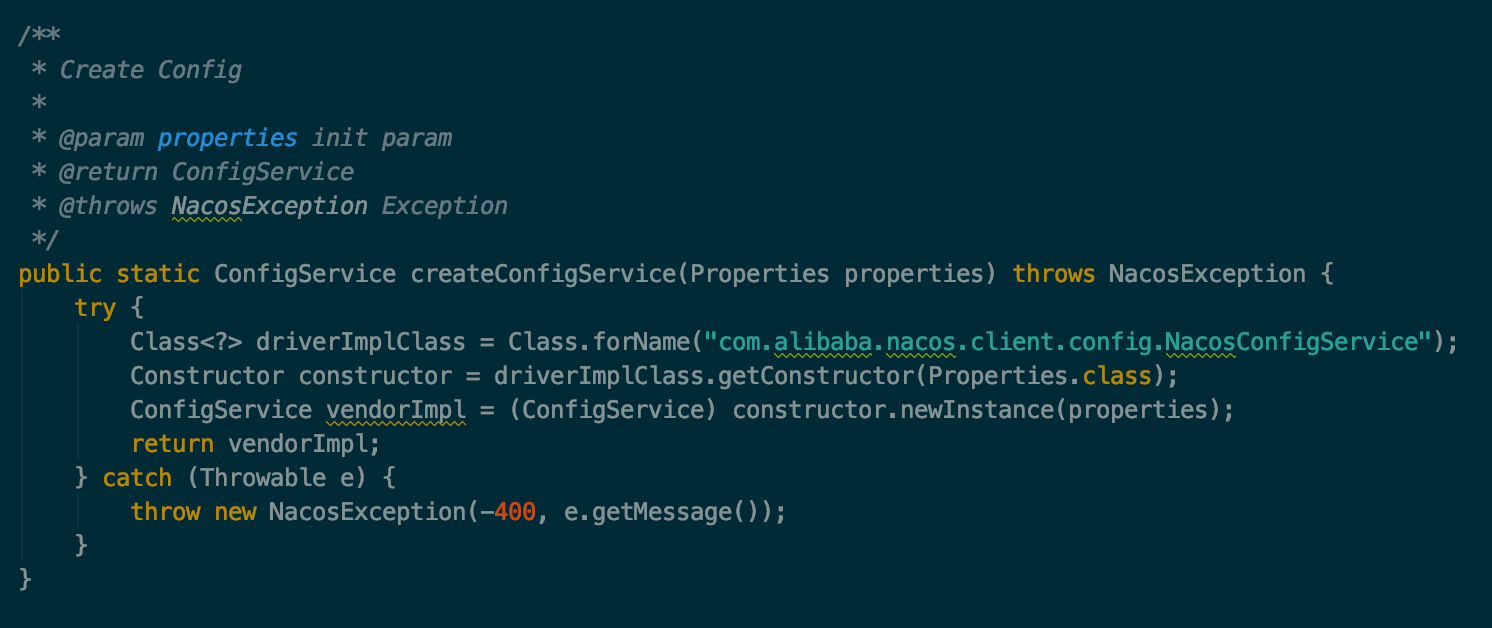 /**
 * Create Config
 *
 * @param properties init param
 * @return ConfigService
 * @throws NacosException Exception
 */
public static ConfigService createConfigService(Properties properties) throws NacosException {
    try {
        Class<?> driverImplClass = Class.forName("com.alibaba.nacos.client.config.NacosConfigService");
        Constructor constructor = driverImplClass.getConstructor(Properties.class);
        ConfigService vendorImpl = (ConfigService) constructor.newInstance(properties);
        return vendorImpl;
    } catch (Throwable e) {
        throw new NacosException(-400, e.getMessage());
    }
}